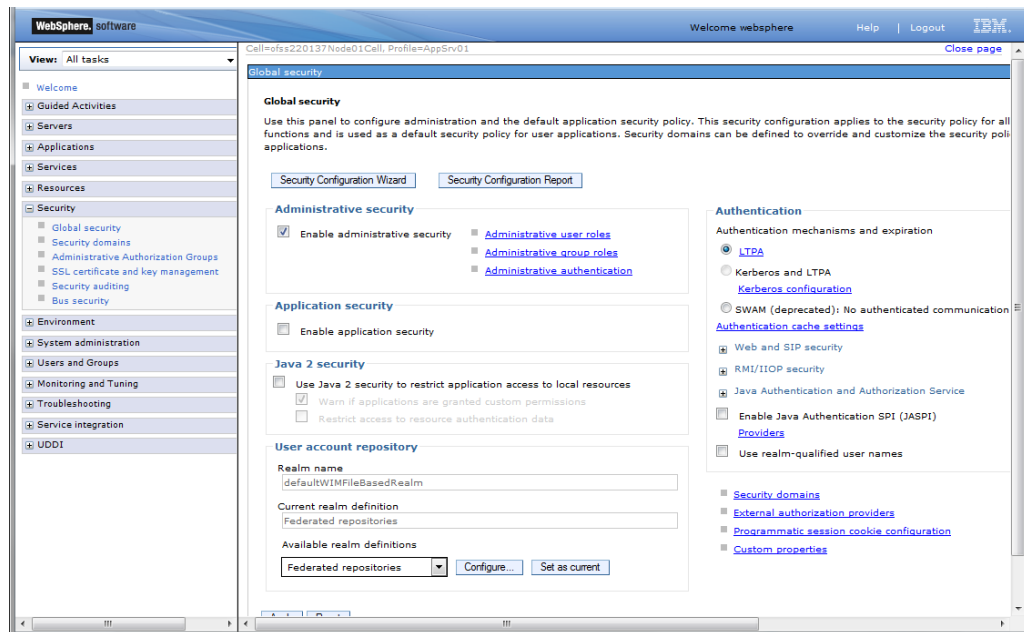 WebSphere. software
Welcome websphere
Help | Logout
IBM.
View: All tasks
Welcome
Guided Activities
Servers
Applications
Services
Resources
Security
Global security
Security domains
Administrative Authorization Groups
SSL certificate and key management
Security auditing
Bus security
Environment
System administration
Users and Groups
Monitoring and Tuning
Troubleshooting
Service integration
UDDI
Cell=ofss220137Node01Cell, Profile=AppSrv01
Close page
Global security
Global security
Use this panel to configure administration and the default application security policy. This security configuration applies to the security policy for all
functions and is used as a default security policy for user applications. Security domains can be defined to override and customize the security poli
applications.
Security Configuration Wizard
Security Configuration Report
Administrative security
Enable administrative security
Administrative user roles
Administrative group roles
Administrative authentication
Application security
Enable application security
Java 2 security
Use Java 2 security to restrict application access to local resources
Warn if applications are granted custom permissions
Restrict access to resource authentication data
User account repository
Realm name
defaultWIMFileBasedRealm
Current realm definition
Federated repositories
Available realm definitions
Federated repositories
Configure...
Set as current
Authentication
Authentication mechanisms and expiration
LTPA
Kerberos and LTPA
Kerberos configuration
SWAM (deprecated): No authenticated communication
Authentication cache settings
Web and SIP security
RMI/IIOP security
Java Authentication and Authorization Service
Enable Java Authentication SPI (JASPI)
Providers
Use realm-qualified user names
Security domains
External authorization providers
Programmatic session cookie configuration
Custom properties